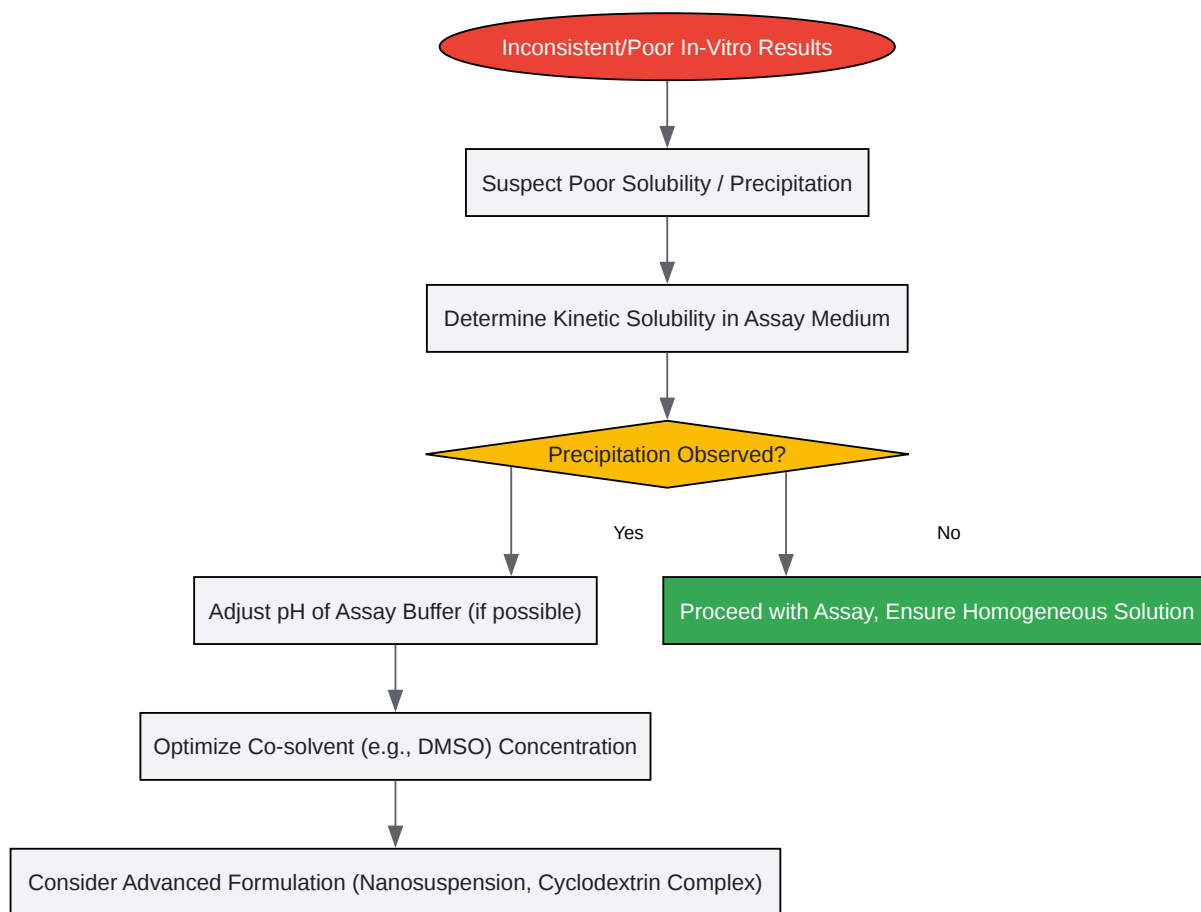 Inconsistent/Poor In-Vitro Results
Suspect Poor Solubility / Precipitation
Determine Kinetic Solubility in Assay Medium
Precipitation Observed?
Yes
No
Adjust pH of Assay Buffer (if possible)
Proceed with Assay, Ensure Homogeneous Solution
Optimize Co-solvent (e.g., DMSO) Concentration
Consider Advanced Formulation (Nanosuspension, Cyclodextrin Complex)